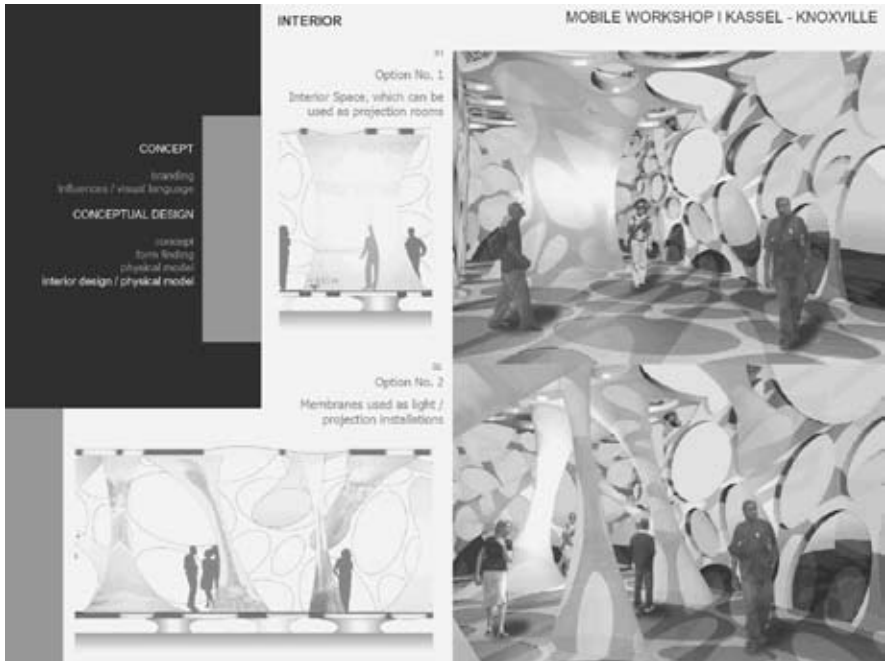 INTERIOR
MOBILE WORKSHOP I KASSEL - KNOXVILLE
Option No. 1
Interior Space, which can be
used as projection rooms
CONCEPT
branding
influences / visual language
CONCEPTUAL DESIGN
concept
form finding
physical model
interior design / physical model
Option No. 2
Membranes used as light /
projection installations